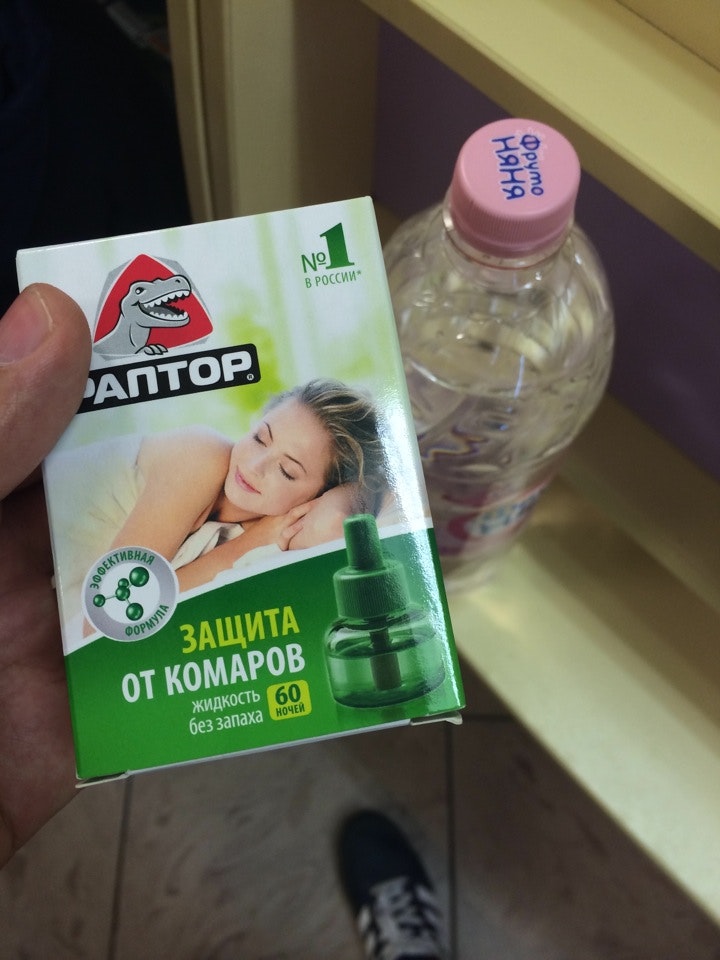 №1
В РОССИИ*
РАПТОР®
ЭФФЕКТИВНАЯ
ФОРМУЛА
ЗАЩИТА
ОТ КОМАРОВ
жидкость
без запаха
60
НОЧЕЙ
Фруто
НЯНЯ